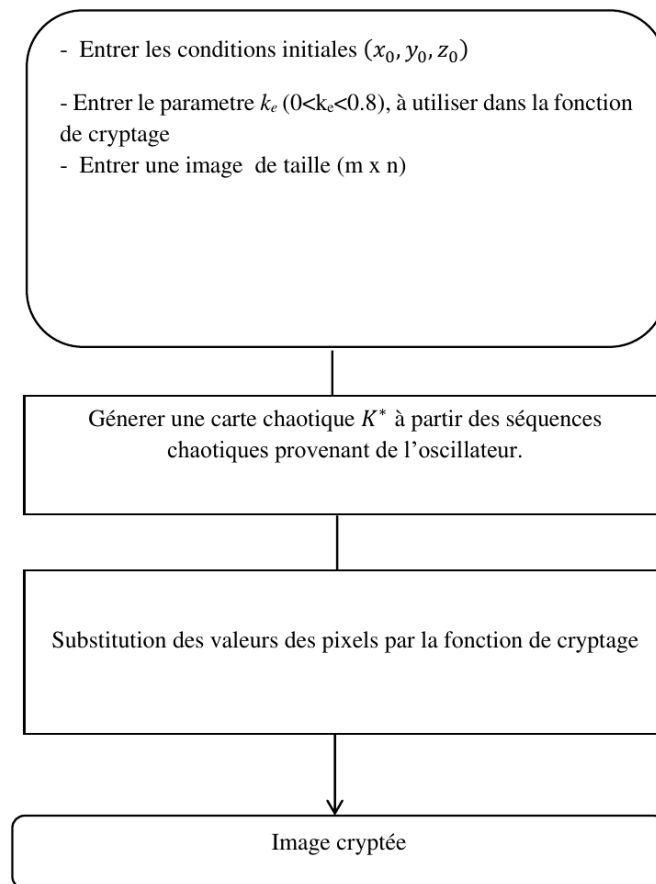 - Entrer les conditions initiales (x₀, y₀, z₀)
- Entrer le parametre kₑ (0<kₑ<0.8), à utiliser dans la fonction
de cryptage
- Entrer une image de taille (m x n)
Génerer une carte chaotique K* à partir des séquences
chaotiques provenant de l’oscillateur.
Substitution des valeurs des pixels par la fonction de cryptage
Image cryptée